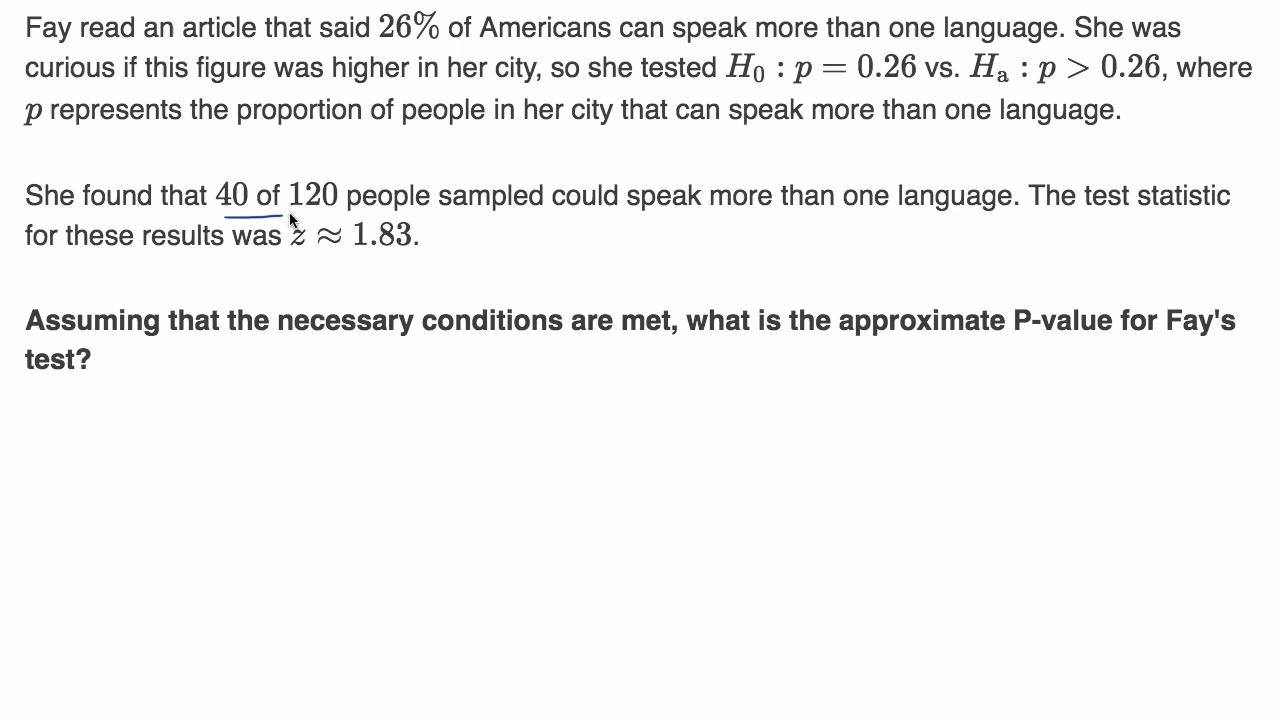 Fay read an article that said 26% of Americans can speak more than one language. She was
curious if this figure was higher in her city, so she tested H₀ : p = 0.26 vs. Hₐ : p > 0.26, where
p represents the proportion of people in her city that can speak more than one language.
She found that 40 of 120 people sampled could speak more than one language. The test statistic
for these results was z ≈ 1.83.
Assuming that the necessary conditions are met, what is the approximate P-value for Fay's
test?